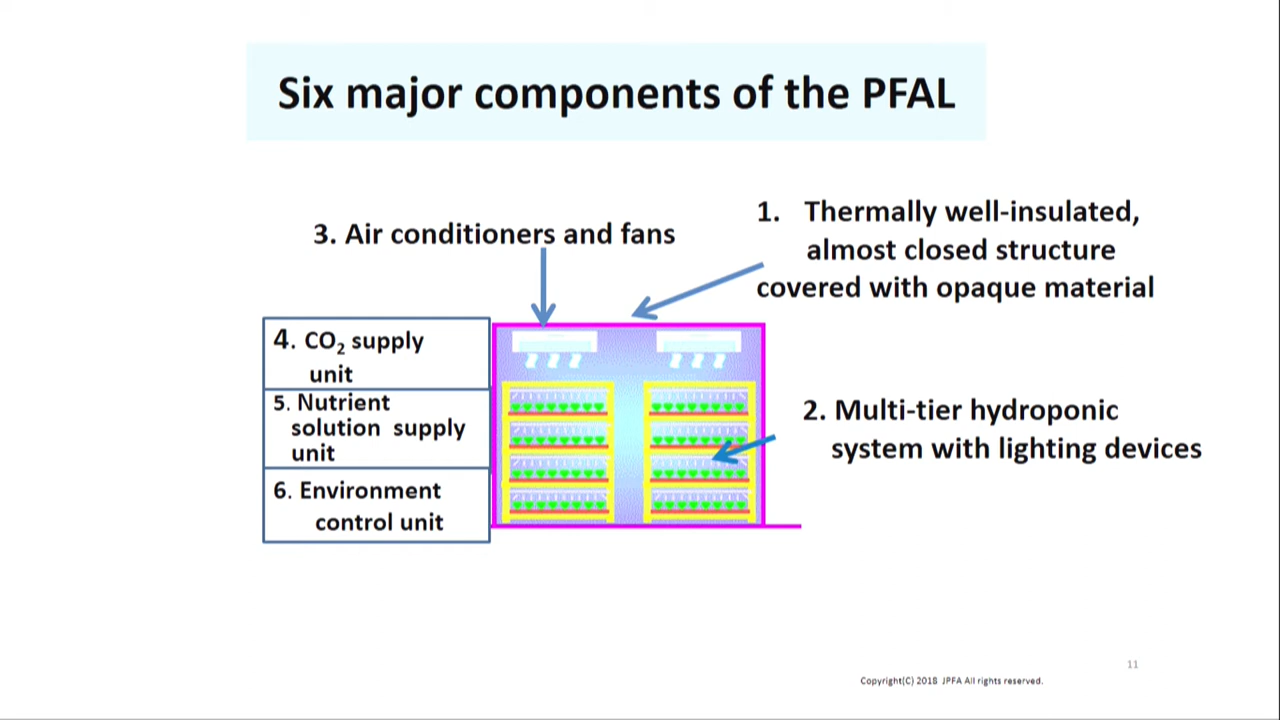 Six major components of the PFAL
1. Thermally well-insulated,
almost closed structure
covered with opaque material
3. Air conditioners and fans
4. CO₂ supply
unit
5. Nutrient
solution supply
unit
6. Environment
control unit
2. Multi-tier hydroponic
system with lighting devices
11
Copyright(C) 2018 JPFA All rights reserved.